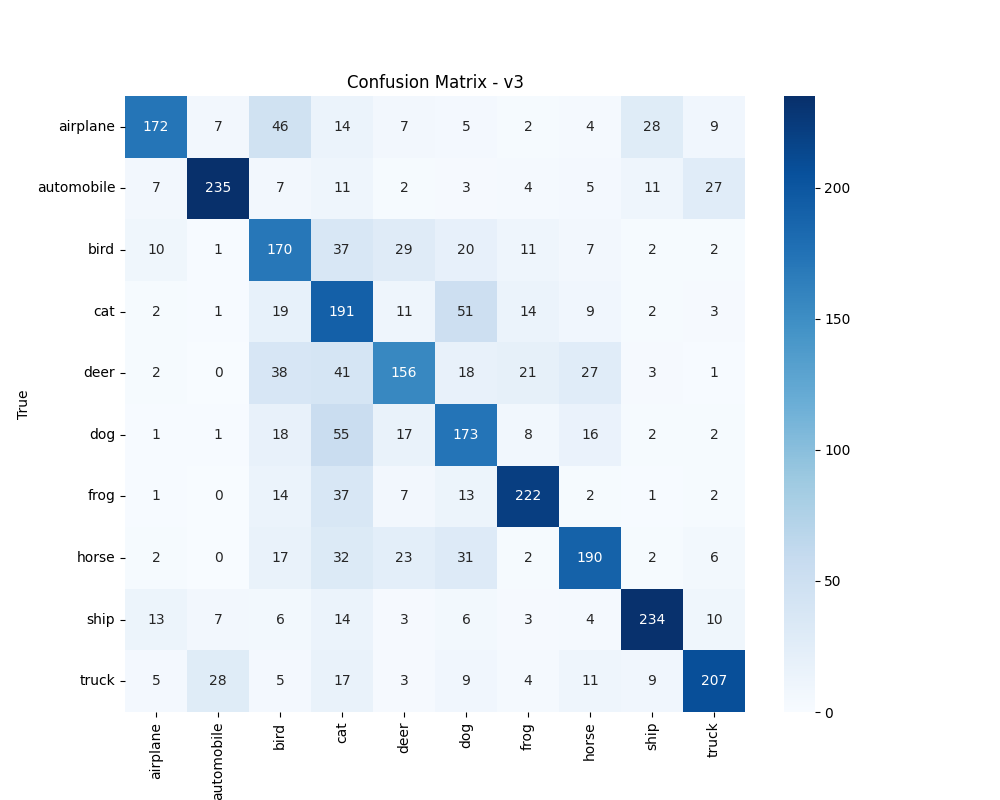 Confusion Matrix - v3
True
airplane 172 7 46 14 7 5 2 4 28 9
automobile 7 235 7 11 2 3 4 5 11 27
bird 10 1 170 37 29 20 11 7 2 2
cat 2 1 19 191 11 51 14 9 2 3
deer 2 0 38 41 156 18 21 27 3 1
dog 1 1 18 55 17 173 8 16 2 2
frog 1 0 14 37 7 13 222 2 1 2
horse 2 0 17 32 23 31 2 190 2 6
ship 13 7 6 14 3 6 3 4 234 10
truck 5 28 5 17 3 9 4 11 9 207
airplane automobile bird cat deer dog frog horse ship truck
200
150
100
50
0